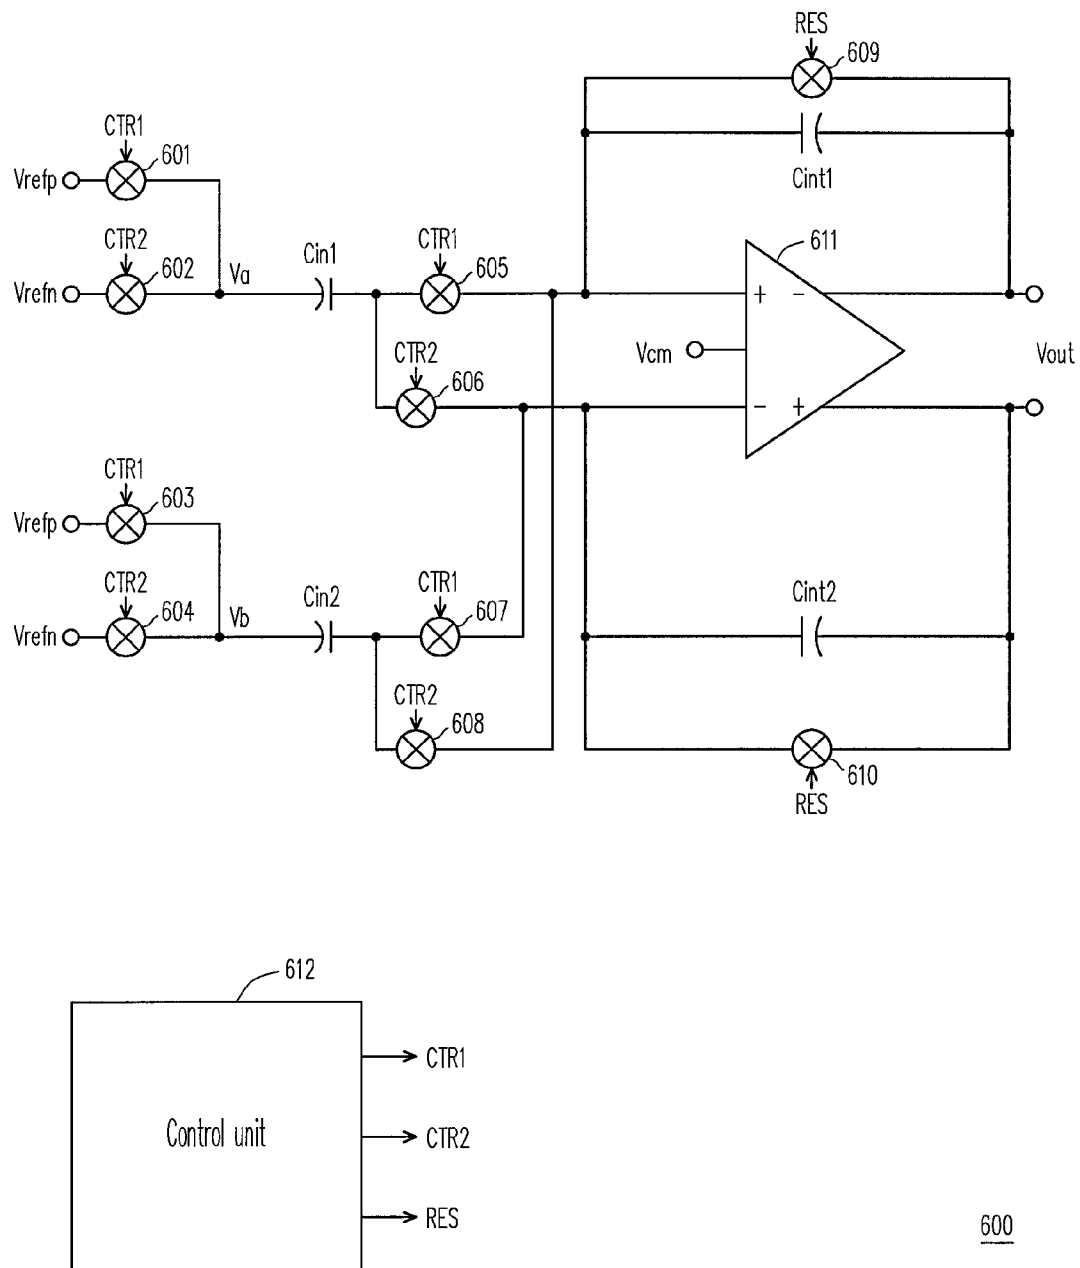 RES
609
CTR1
601
Vrefp
Cint1
CTR2
602
Va
Vrefn
Cin1
CTR1
605
611
+ −
Vcm
Vout
CTR2
606
− +
CTR1
603
Vrefp
CTR2
604
Vb
Vrefn
Cin2
CTR1
607
Cint2
CTR2
608
610
RES
612
Control unit
CTR1
CTR2
RES
600